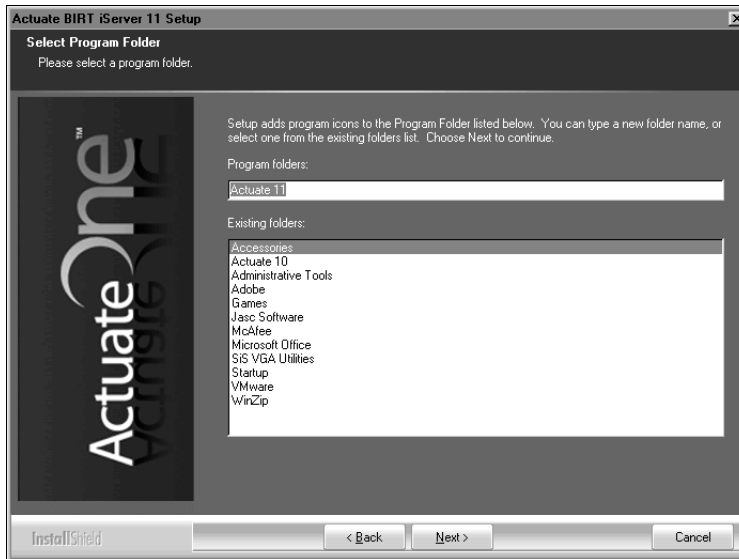 Actuate BIRT iServer 11 Setup
Select Program Folder
Please select a program folder.
Setup adds program icons to the Program Folder listed below. You can type a new folder name, or
select one from the existing folders list. Choose Next to continue.
Program folders:
Actuate 11
Existing folders:
Accessories
Actuate 10
Administrative Tools
Adobe
Games
Jasc Software
McAfee
Microsoft Office
SiS VGA Utilities
Startup
VMware
WinZip
ActuateOne™
InstallShield
< Back
Next >
Cancel